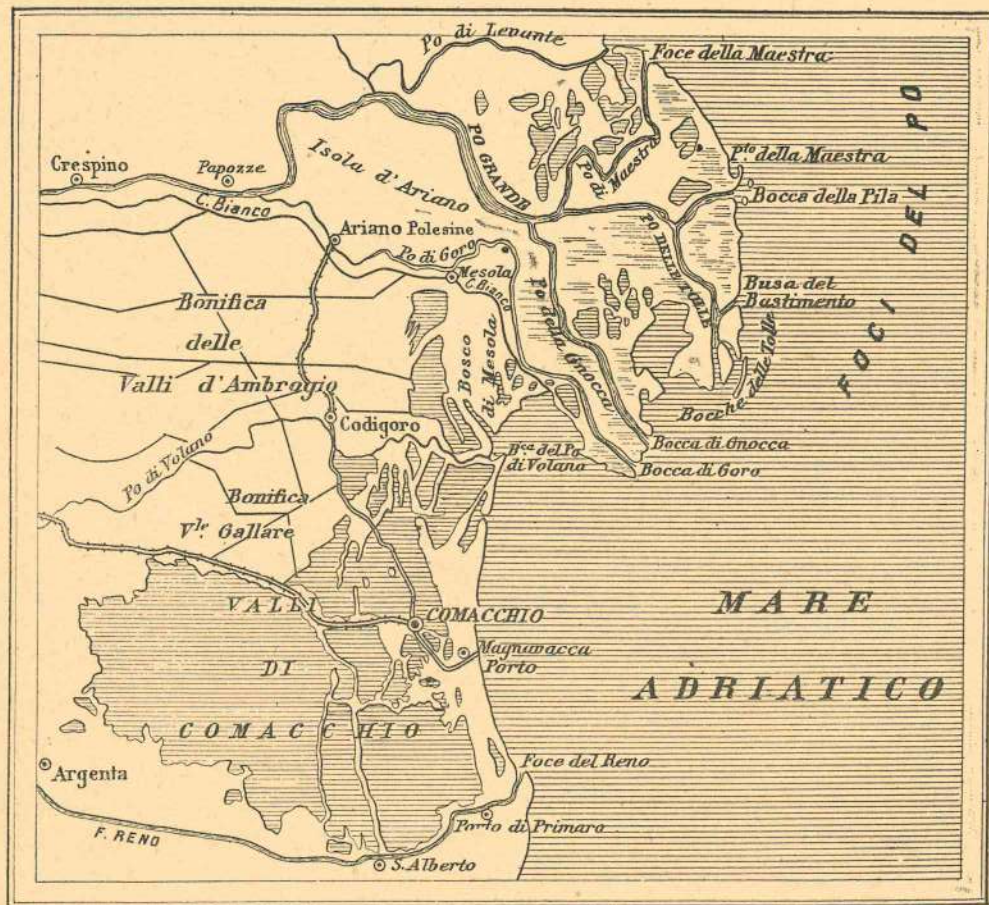 Po di Levante
Foce della Maestra
FOCI DEL PO
PO GRANDE
Po di Maestra
Isola d'Ariano
Crespino
Papozze
C. Bianco
Pto della Maestra
Bocca della Pila
Ariano Polesine
Po di Goro
PO DELLE TOLLE
Mesola
C. Bianco
Busa del
Bastimento
Bonifica
delle
Valli d'Ambrogio
Bosco
di Mesola
Po della Gnocca
Bocche delle Tolle
Codigoro
Bocca di Gnocca
Bca del Po
di Volano
Bocca di Goro
Po di Volano
Bonifica
Vle Gallare
VALLI
DI
COMACCHIO
COMACCHIO
Magnavacca
Porto
MARE
ADRIATICO
Foce del Reno
Argenta
Porto di Primaro
F. RENO
S. Alberto